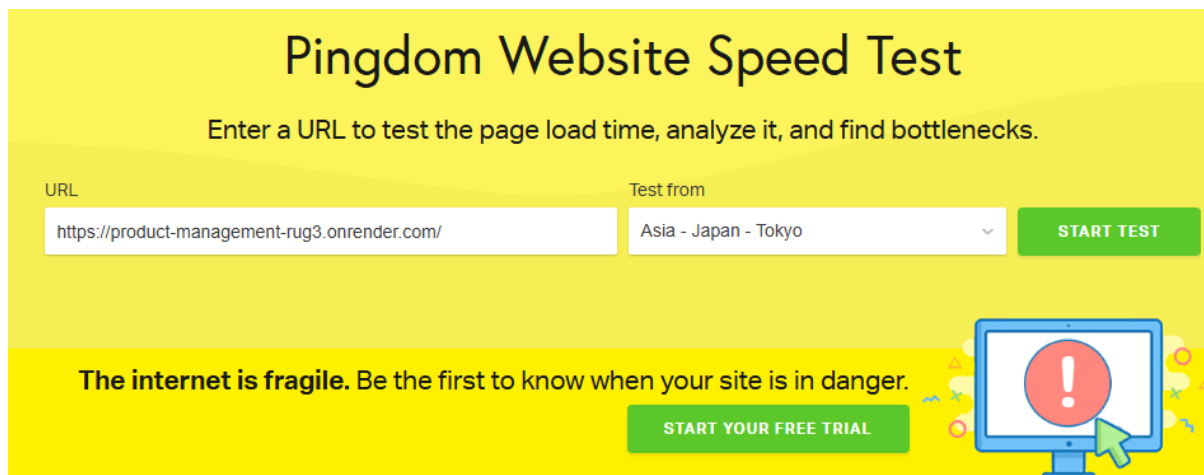 Pingdom Website Speed Test
Enter a URL to test the page load time, analyze it, and find bottlenecks.
URL
Test from
https://product-management-rug3.onrender.com/
Asia - Japan - Tokyo
START TEST
The internet is fragile. Be the first to know when your site is in danger.
START YOUR FREE TRIAL
!